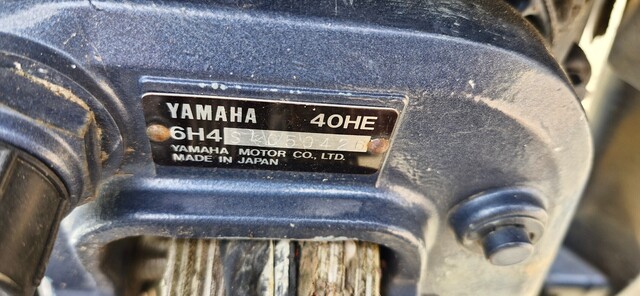 YAMAHA 40HE
6H4
YAMAHA MOTOR CO., LTD.
MADE IN JAPAN